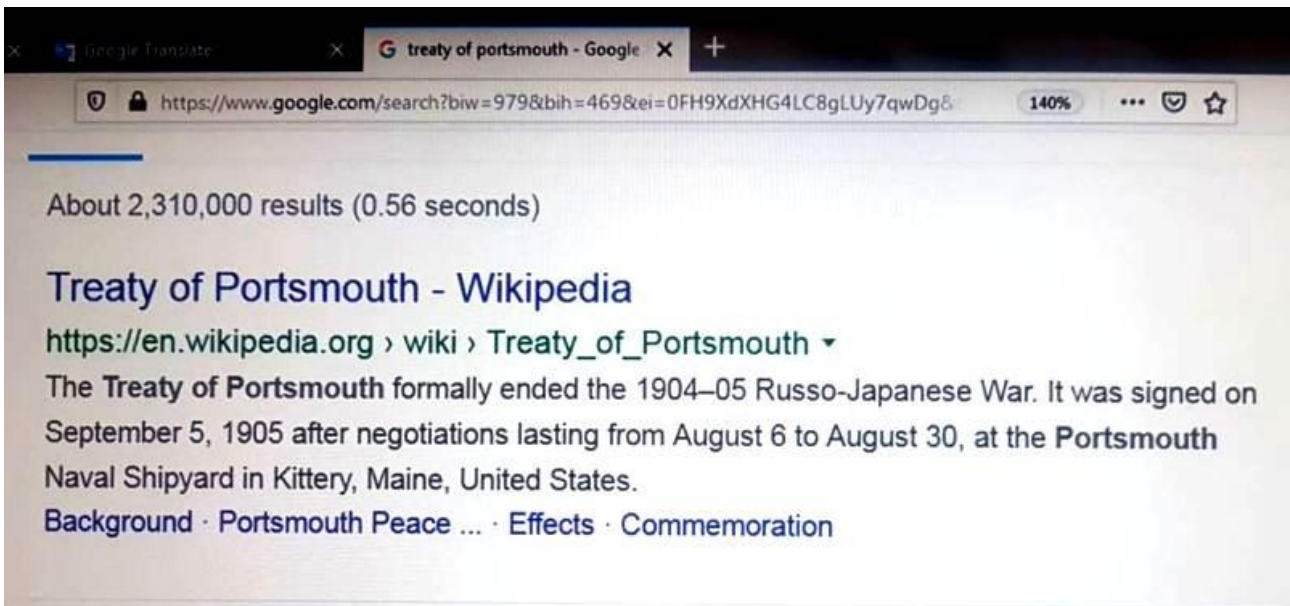 Google Translate
treaty of portsmouth - Google
https://www.google.com/search?biw=979&bih=469&ei=0FH9XdXHG4LC8gLUy7qwDg&
140%
About 2,310,000 results (0.56 seconds)
Treaty of Portsmouth - Wikipedia
https://en.wikipedia.org › wiki › Treaty_of_Portsmouth
The Treaty of Portsmouth formally ended the 1904–05 Russo-Japanese War. It was signed on
September 5, 1905 after negotiations lasting from August 6 to August 30, at the Portsmouth
Naval Shipyard in Kittery, Maine, United States.
Background · Portsmouth Peace ... · Effects · Commemoration